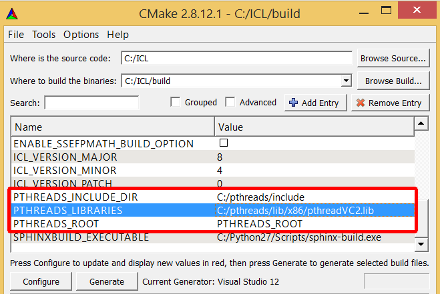 CMake 2.8.12.1 - C:/ICL/build
File Tools Options Help
Where is the source code: C:/ICL Browse Source...
Where to build the binaries: C:/ICL/build Browse Build...
Search: Grouped Advanced Add Entry Remove Entry
Name Value
ENABLE_SSEFPMATH_BUILD_OPTION
ICL_VERSION_MAJOR 8
ICL_VERSION_MINOR 4
ICL_VERSION_PATCH 0
PTHREADS_INCLUDE_DIR C:/pthreads/include
PTHREADS_LIBRARIES C:/pthreads/lib/x86/pthreadVC2.lib
PTHREADS_ROOT PTHREADS_ROOT
SPHINXBUILD_EXECUTABLE C:/Python27/Scripts/sphinx-build.exe
Press Configure to update and display new values in red, then press Generate to generate selected build files.
Configure Generate Current Generator: Visual Studio 12